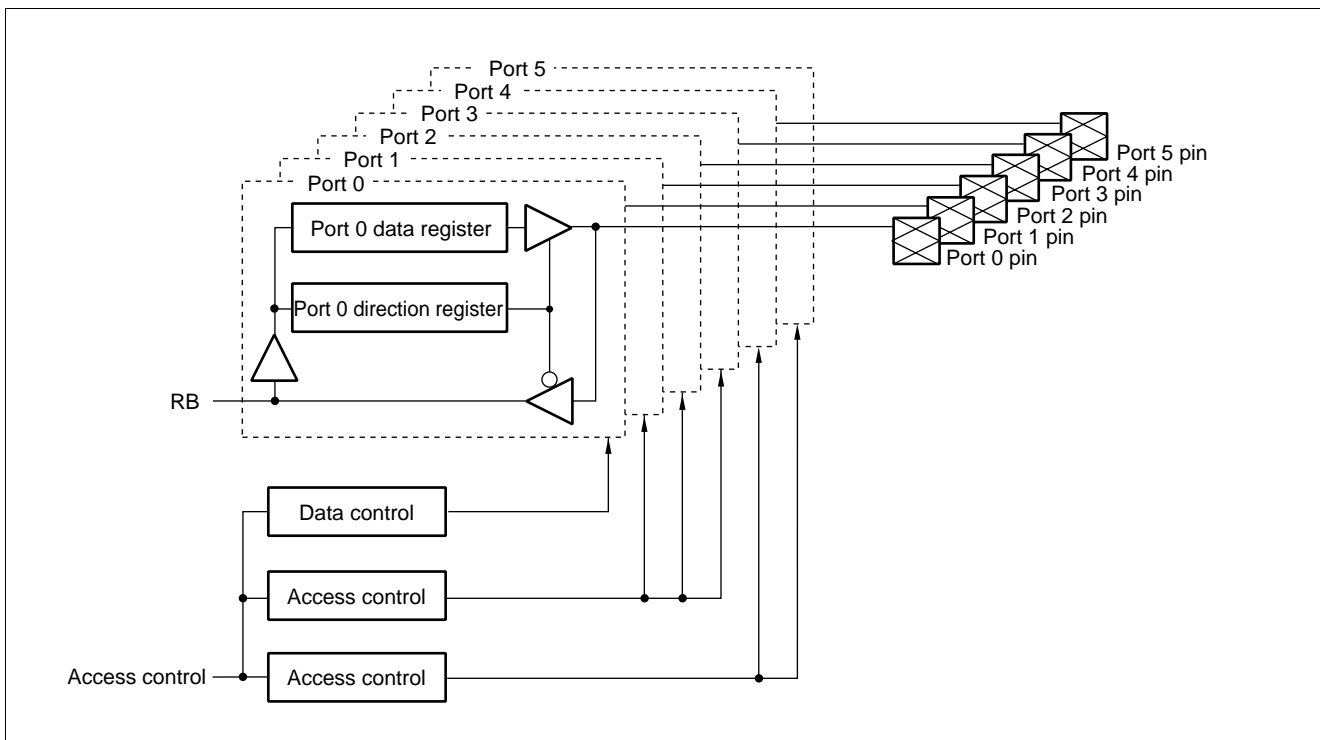 Port 5
Port 4
Port 3
Port 2
Port 1
Port 0
Port 0 data register
Port 0 direction register
RB
Port 5 pin
Port 4 pin
Port 3 pin
Port 2 pin
Port 1 pin
Port 0 pin
Data control
Access control
Access control
Access control